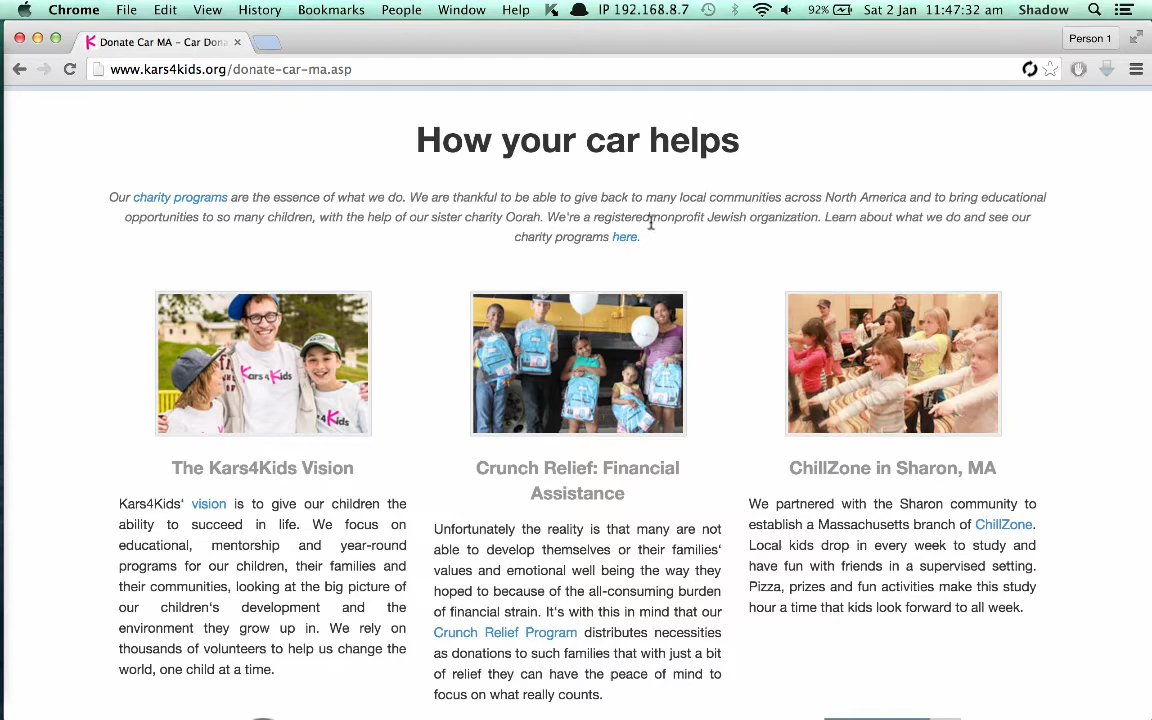 Chrome File Edit View History Bookmarks People Window Help IP 192.168.8.7 92% Sat 2 Jan 11:47:32 am Shadow
Donate Car MA - Car Dona × Person 1
www.kars4kids.org/donate-car-ma.asp
How your car helps
Our charity programs are the essence of what we do. We are thankful to be able to give back to many local communities across North America and to bring educational
opportunities to so many children, with the help of our sister charity Oorah. We're a registered nonprofit Jewish organization. Learn about what we do and see our
charity programs here.
Kars4Kids
Kars
The Kars4Kids Vision
Kars4Kids' vision is to give our children the
ability to succeed in life. We focus on
educational, mentorship and year-round
programs for our children, their families and
their communities, looking at the big picture of
our children's development and the
environment they grow up in. We rely on
thousands of volunteers to help us change the
world, one child at a time.
Crunch Relief: Financial
Assistance
Unfortunately the reality is that many are not
able to develop themselves or their families'
values and emotional well being the way they
hoped to because of the all-consuming burden
of financial strain. It's with this in mind that our
Crunch Relief Program distributes necessities
as donations to such families that with just a bit
of relief they can have the peace of mind to
focus on what really counts.
ChillZone in Sharon, MA
We partnered with the Sharon community to
establish a Massachusetts branch of ChillZone.
Local kids drop in every week to study and
have fun with friends in a supervised setting.
Pizza, prizes and fun activities make this study
hour a time that kids look forward to all week.